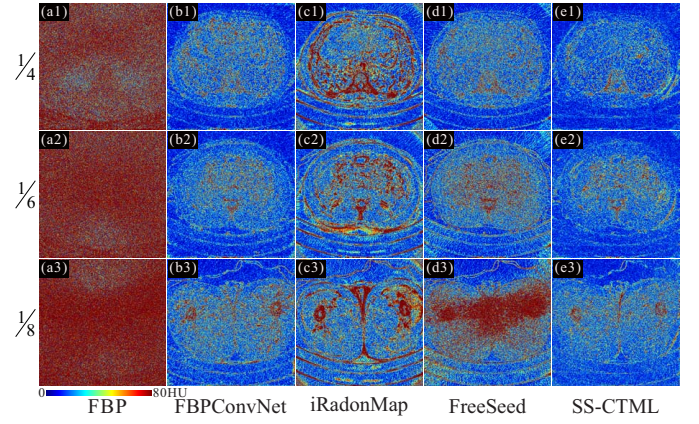 (a1) (b1) (c1) (d1) (e1)
1/4
(a2) (b2) (c2) (d2) (e2)
1/6
(a3) (b3) (c3) (d3) (e3)
1/8
0 80HU
FBP FBPConvNet iRadonMap FreeSeed SS-CTML